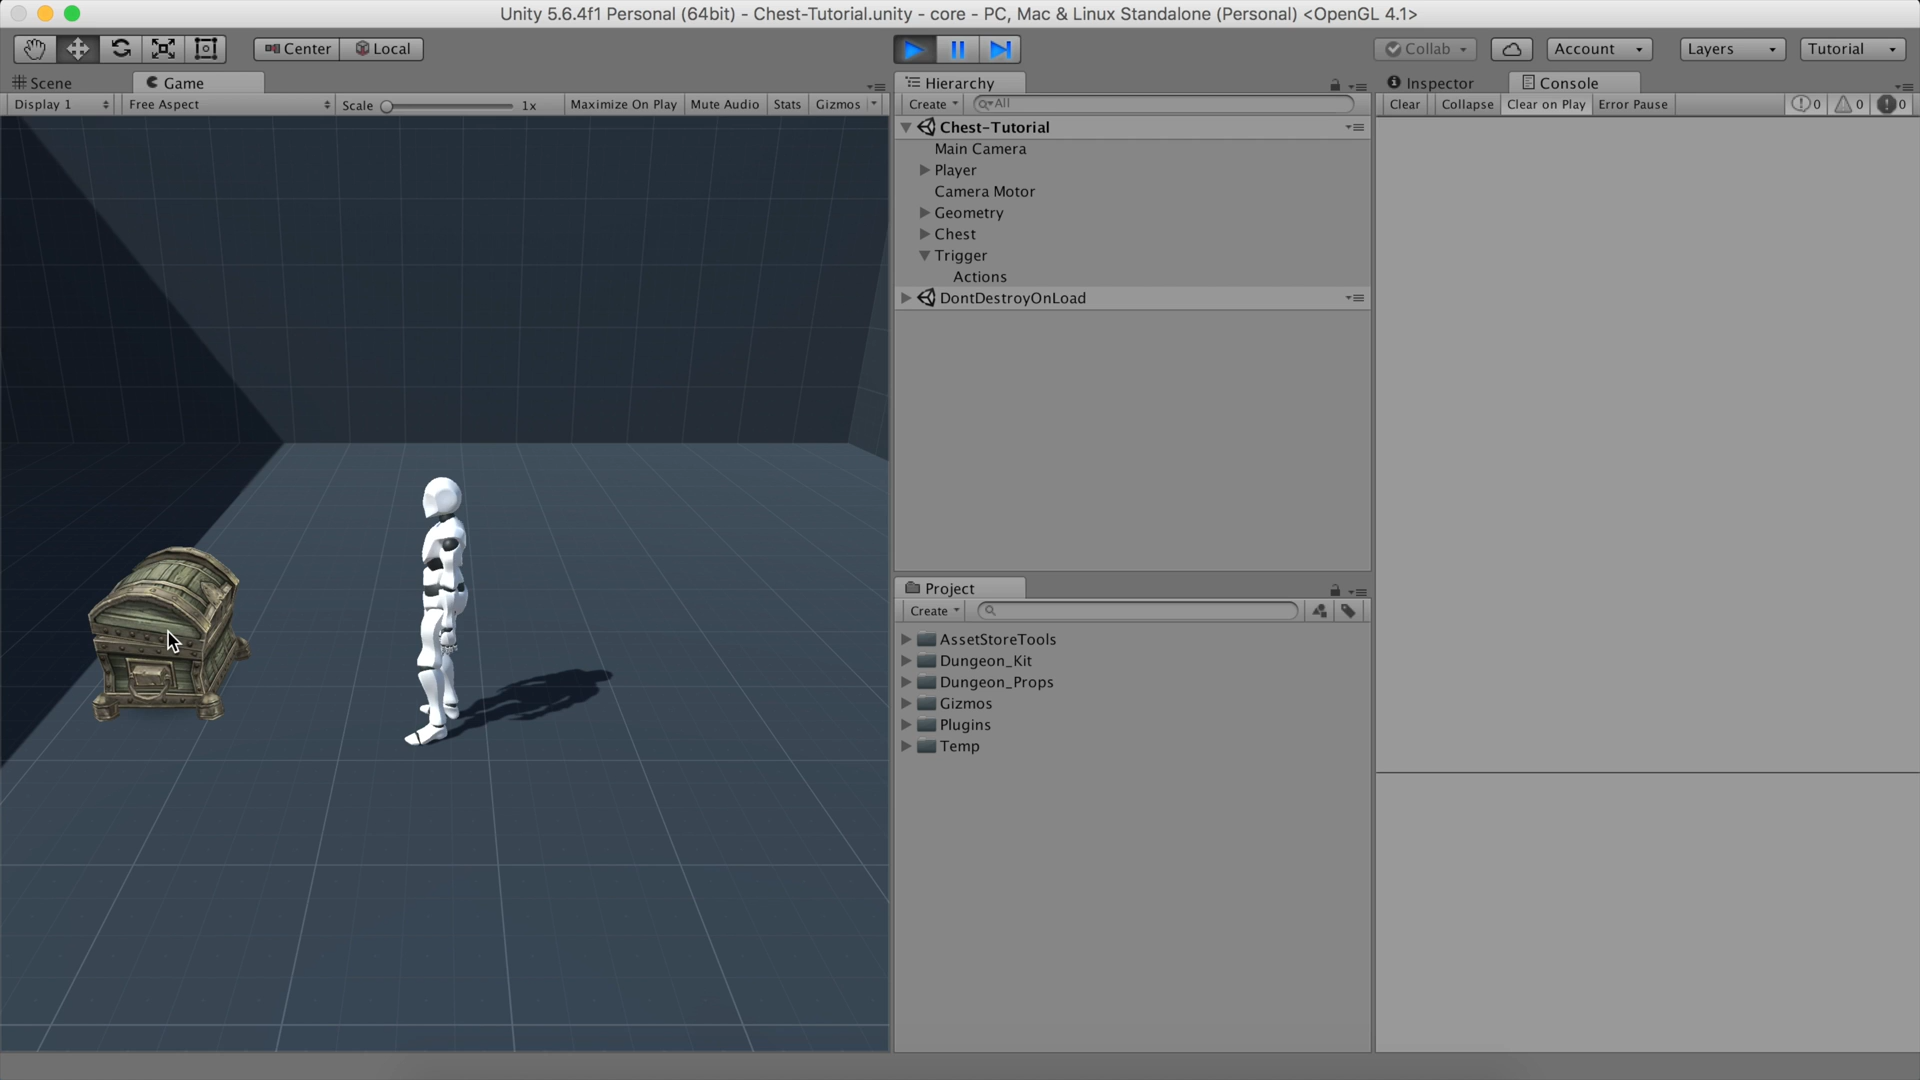 Unity 5.6.4f1 Personal (64bit) - Chest-Tutorial.unity - core - PC, Mac & Linux Standalone (Personal) <OpenGL 4.1>
Center Local Collab Account Layers Tutorial
Scene Game Hierarchy Inspector Console
Display 1 Free Aspect Scale 1x Maximize On Play Mute Audio Stats Gizmos Create All Clear Collapse Clear on Play Error Pause 0 0 0
Chest-Tutorial
Main Camera
Player
Camera Motor
Geometry
Chest
Trigger
Actions
DontDestroyOnLoad
Project
Create
AssetStoreTools
Dungeon_Kit
Dungeon_Props
Gizmos
Plugins
Temp